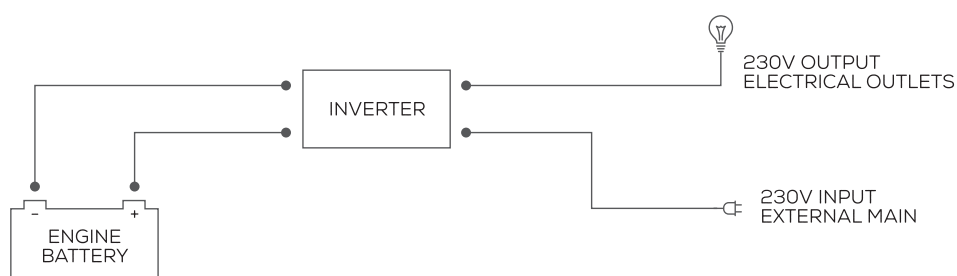 230V OUTPUT
ELECTRICAL OUTLETS
INVERTER
230V INPUT
EXTERNAL MAIN
- +
ENGINE
BATTERY